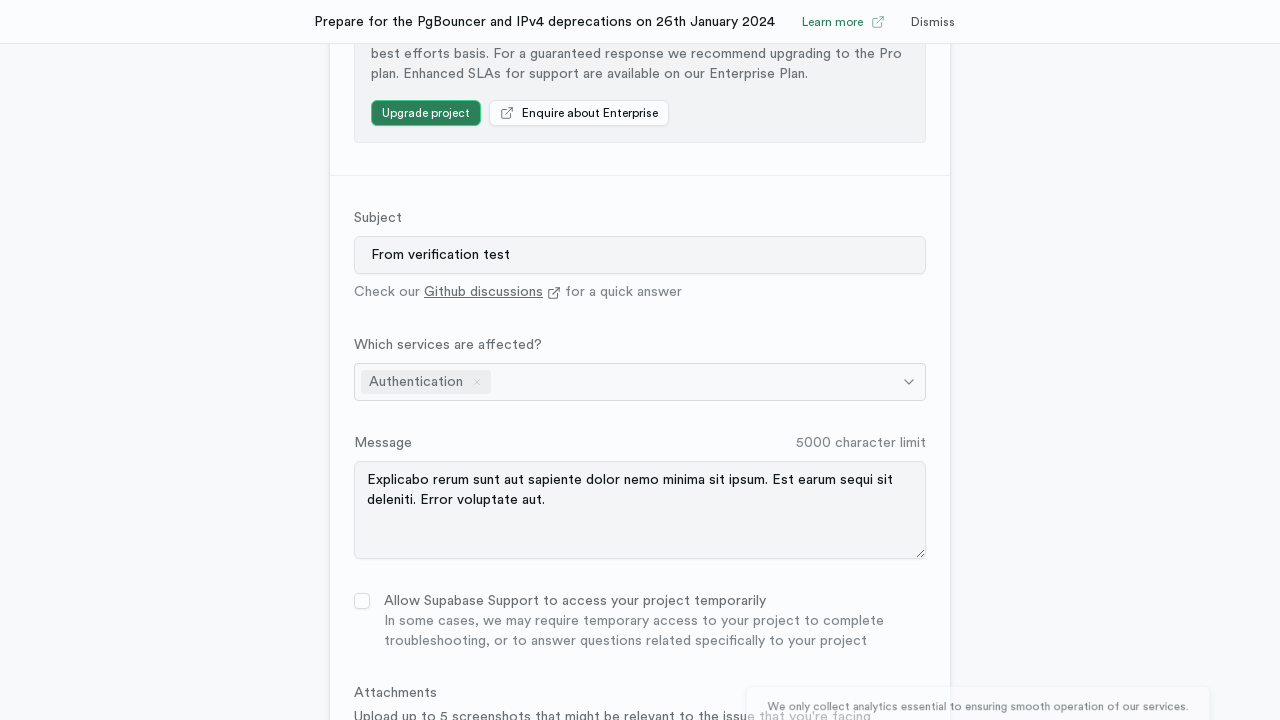 Prepare for the PgBouncer and IPv4 deprecations on 26th January 2024 Learn more Dismiss
best efforts basis. For a guaranteed response we recommend upgrading to the Pro
plan. Enhanced SLAs for support are available on our Enterprise Plan.
Upgrade project Enquire about Enterprise
Subject
From verification test
Check our Github discussions for a quick answer
Which services are affected?
Authentication
Message 5000 character limit
Explicabo rerum sunt aut sapiente dolor nemo minima sit ipsum. Est earum sequi sit
deleniti. Error voluptate aut.
Allow Supabase Support to access your project temporarily
In some cases, we may require temporary access to your project to complete
troubleshooting, or to answer questions related specifically to your project
Attachments
We only collect analytics essential to ensuring smooth operation of our services.
Upload up to 5 screenshots that might be relevant to the issue that you're facing